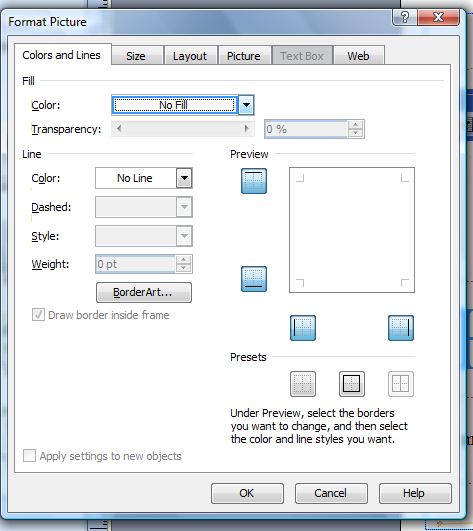 Format Picture
Colors and Lines Size Layout Picture Text Box Web
Fill
Color: No Fill
Transparency: 0 %
Line Preview
Color: No Line
Dashed:
Style:
Weight: 0 pt
BorderArt...
Draw border inside frame
Presets
Under Preview, select the borders
you want to change, and then select
the color and line styles you want.
Apply settings to new objects
OK Cancel Help